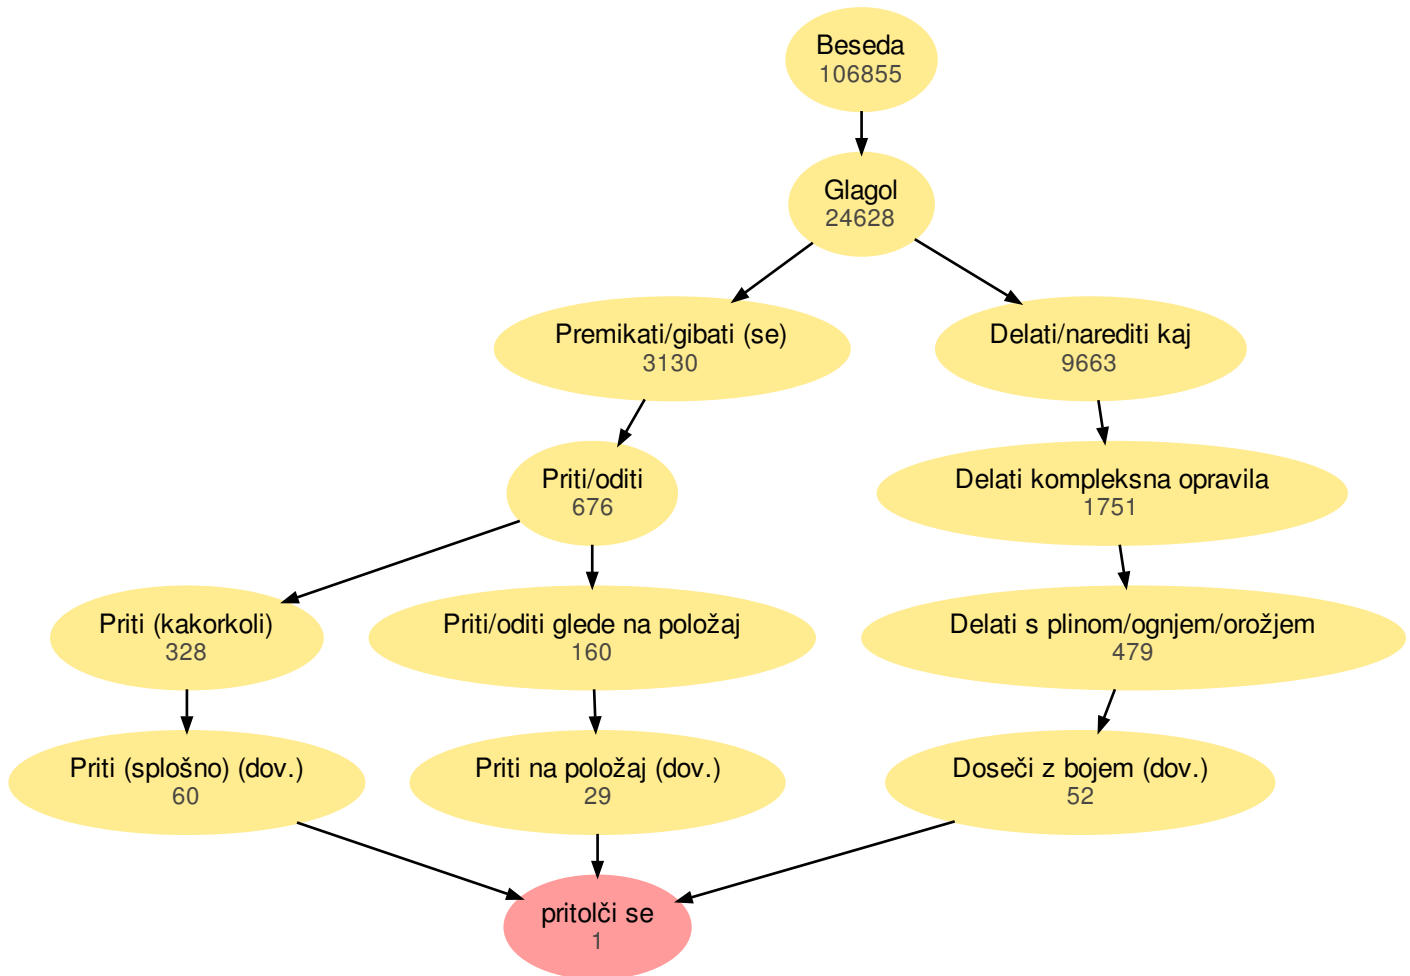 Beseda
106855
Glagol
24628
Premikati/gibati (se)
3130
Delati/narediti kaj
9663
Priti/oditi
676
Delati kompleksna opravila
1751
Priti (kakorkoli)
328
Priti/oditi glede na položaj
160
Delati s plinom/ognjem/orožjem
479
Priti (splošno) (dov.)
60
Priti na položaj (dov.)
29
Doseči z bojem (dov.)
52
pritolči se
1